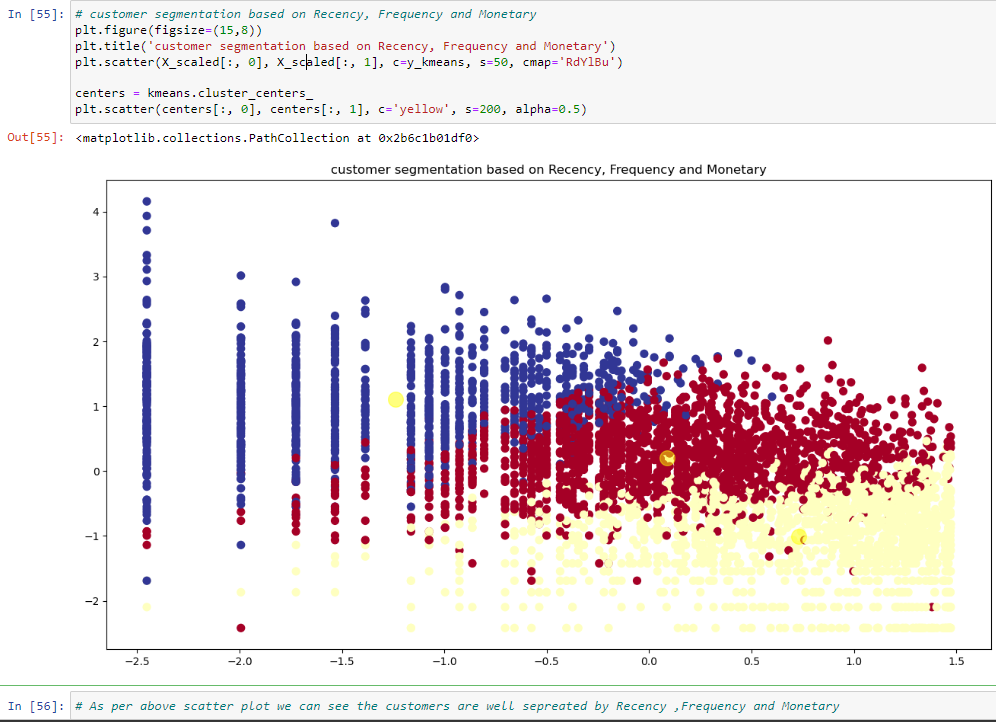 In [55]: # customer segmentation based on Recency, Frequency and Monetary
plt.figure(figsize=(15,8))
plt.title('customer segmentation based on Recency, Frequency and Monetary')
plt.scatter(X_scaled[:, 0], X_scaled[:, 1], c=y_kmeans, s=50, cmap='RdYlBu')
centers = kmeans.cluster_centers_
plt.scatter(centers[:, 0], centers[:, 1], c='yellow', s=200, alpha=0.5)
Out[55]: <matplotlib.collections.PathCollection at 0x2b6c1b01df0>
customer segmentation based on Recency, Frequency and Monetary
4
3
2
1
0
−1
−2
−2.5 −2.0 −1.5 −1.0 −0.5 0.0 0.5 1.0 1.5
In [56]: # As per above scatter plot we can see the customers are well seprated by Recency ,Frequency and Monetary